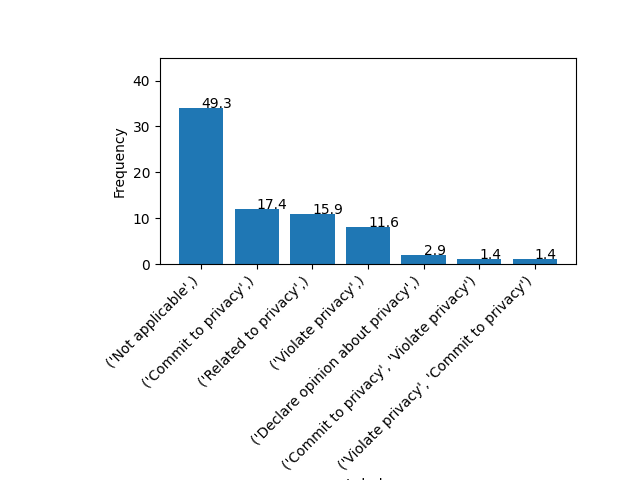 40
30
20
10
0
Frequency
49.3
17.4
15.9
11.6
2.9
1.4
1.4
('Not applicable',)
('Commit to privacy',)
('Related to privacy',)
('Violate privacy',)
('Declare opinion about privacy',)
('Commit to privacy', 'Violate privacy')
('Violate privacy', 'Commit to privacy')